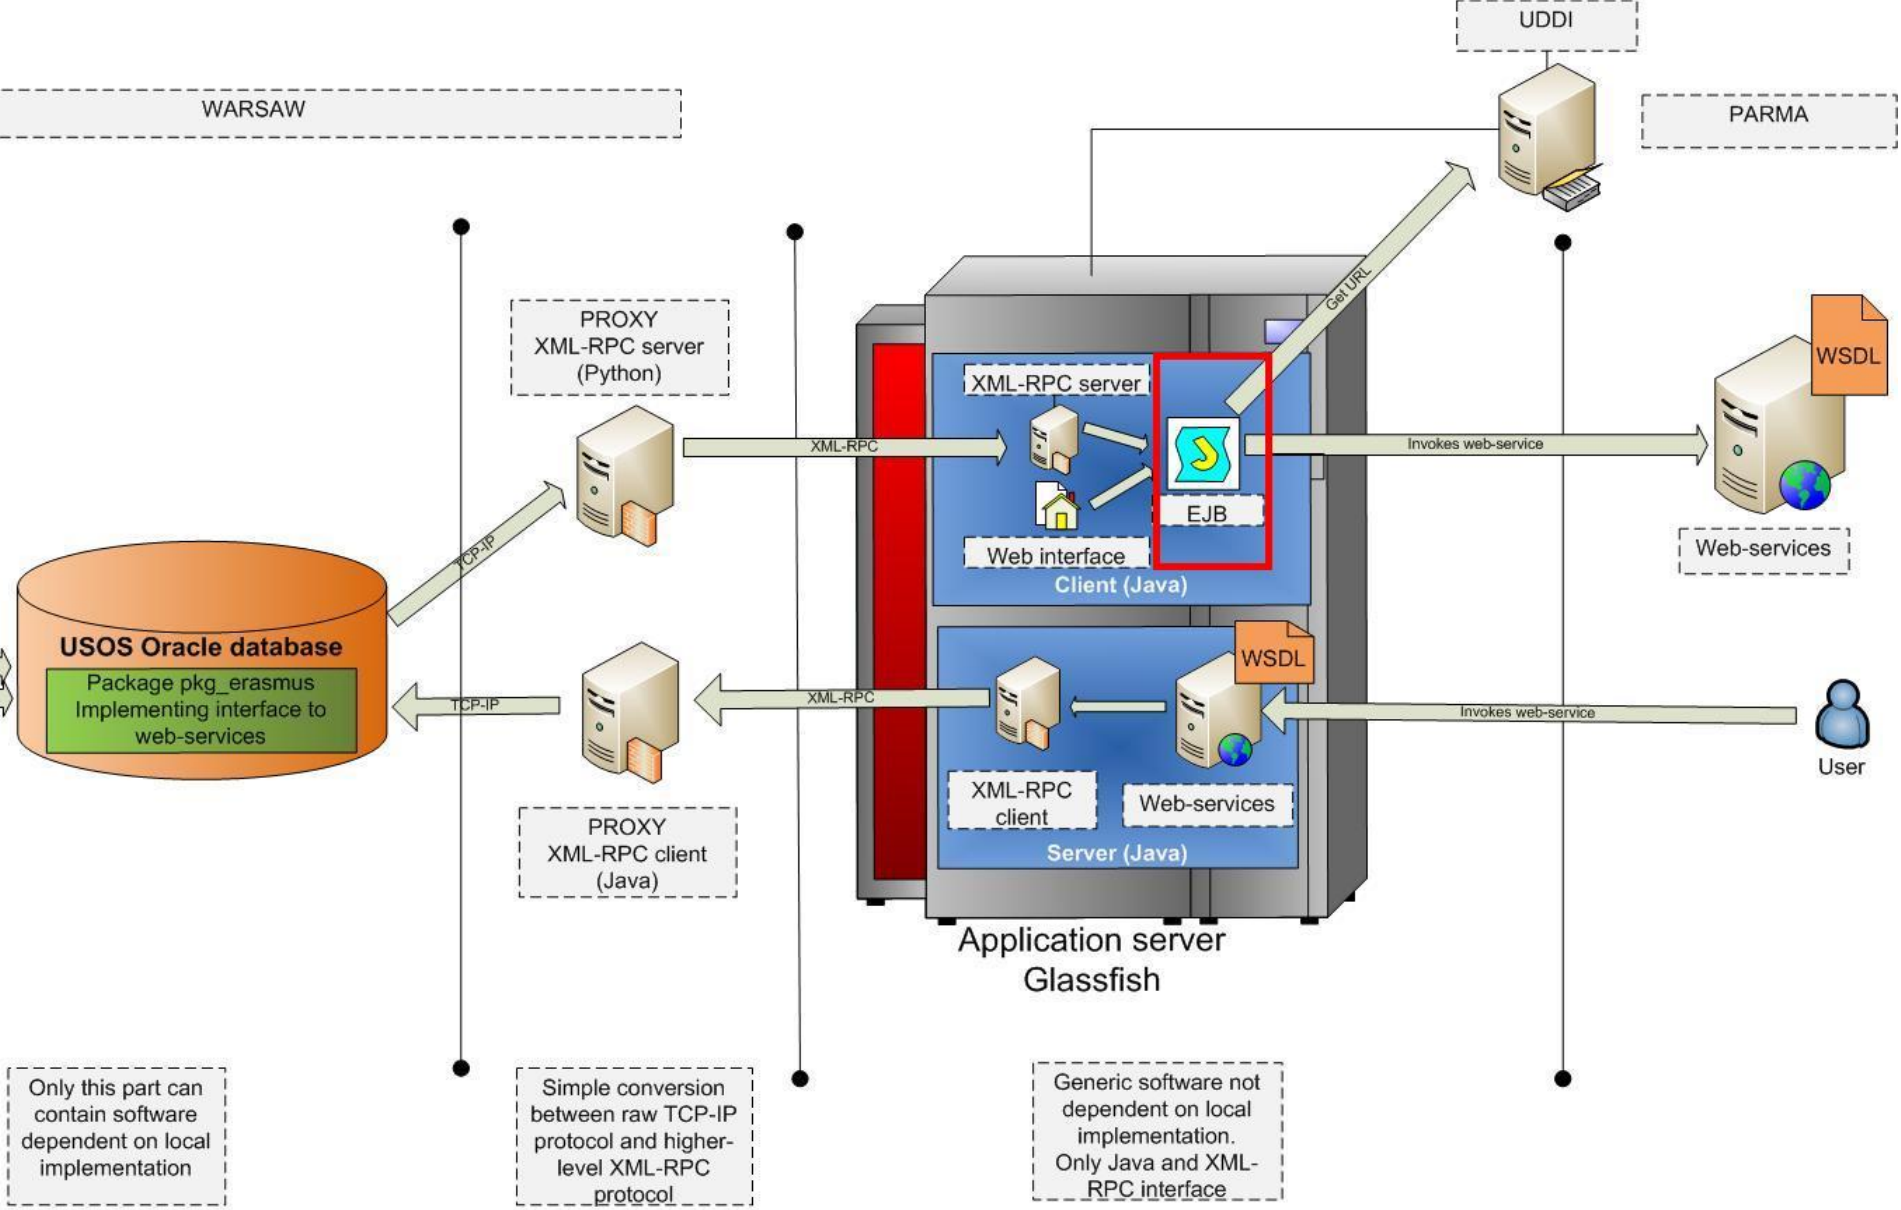 UDDI
WARSAW
PARMA
PROXY
XML-RPC server
(Python)
Get URL
WSDL
XML-RPC server
XML-RPC
Invokes web-service
EJB
Web interface
Client (Java)
Web-services
TCP-IP
USOS Oracle database
Package pkg_erasmus
Implementing interface to
web-services
TCP-IP
XML-RPC
WSDL
Invokes web-service
User
XML-RPC
client
Web-services
Server (Java)
PROXY
XML-RPC client
(Java)
Application server
Glassfish
Only this part can
contain software
dependent on local
implementation
Simple conversion
between raw TCP-IP
protocol and higher-
level XML-RPC
protocol
Generic software not
dependent on local
implementation.
Only Java and XML-
RPC interface